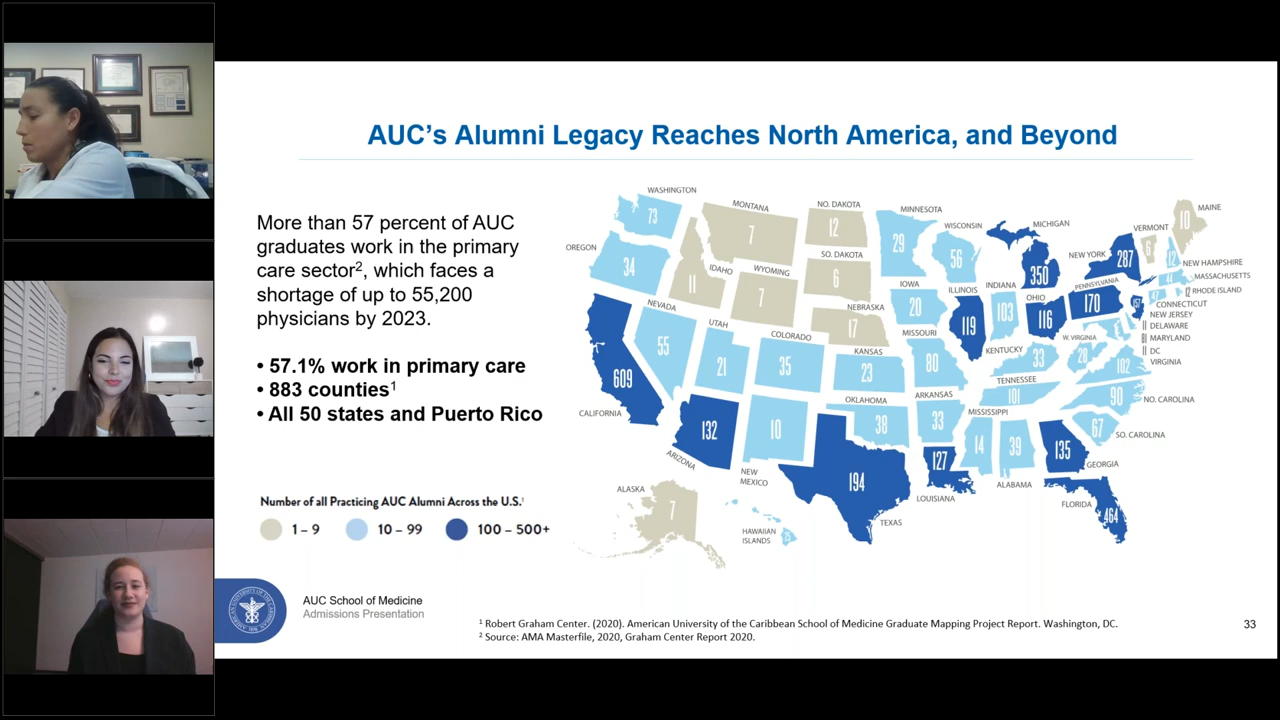 AUC's Alumni Legacy Reaches North America, and Beyond
More than 57 percent of AUC
graduates work in the primary
care sector², which faces a
shortage of up to 55,200
physicians by 2023.
• 57.1% work in primary care
• 883 counties¹
• All 50 states and Puerto Rico
Number of all Practicing AUC Alumni Across the U.S.¹
1 – 9
10 – 99
100 – 500+
WASHINGTON
73
OREGON
34
CALIFORNIA
609
NEVADA
55
IDAHO
11
MONTANA
7
WYOMING
7
UTAH
21
ARIZONA
132
COLORADO
35
NEW
MEXICO
10
NO. DAKOTA
12
SO. DAKOTA
6
NEBRASKA
17
KANSAS
23
OKLAHOMA
38
TEXAS
194
MINNESOTA
29
IOWA
20
MISSOURI
80
ARKANSAS
33
LOUISIANA
127
WISCONSIN
56
ILLINOIS
119
MICHIGAN
350
INDIANA
103
OHIO
116
KENTUCKY
33
TENNESSEE
101
MISSISSIPPI
14
ALABAMA
39
GEORGIA
135
FLORIDA
464
SO. CAROLINA
67
NO. CAROLINA
90
VIRGINIA
102
W. VIRGINIA
28
PENNSYLVANIA
170
NEW YORK
287
VERMONT
6
MAINE
10
NEW HAMPSHIRE
12
MASSACHUSETTS
44
RHODE ISLAND
12
CONNECTICUT
NEW JERSEY
DELAWARE
MARYLAND
DC
ALASKA
7
HAWAIIAN
ISLANDS
AUC School of Medicine
Admissions Presentation
¹ Robert Graham Center. (2020). American University of the Caribbean School of Medicine Graduate Mapping Project Report. Washington, DC.
² Source: AMA Masterfile, 2020, Graham Center Report 2020.
33